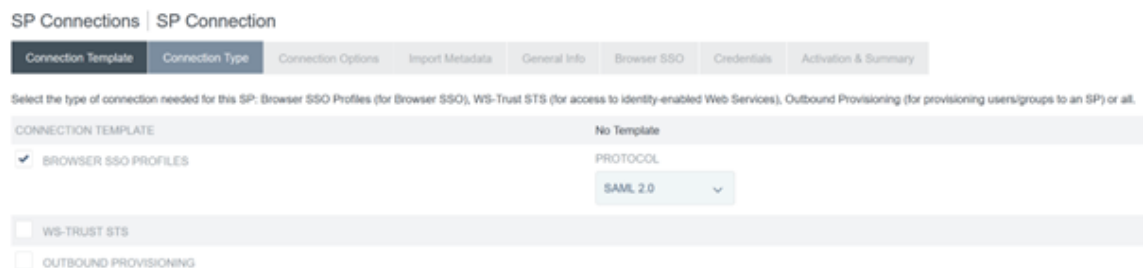 SP Connections | SP Connection
Connection Template Connection Type Connection Options Import Metadata General Info Browser SSO Credentials Activation & Summary
Select the type of connection needed for this SP: Browser SSO Profiles (for Browser SSO), WS-Trust STS (for access to identity-enabled Web Services), Outbound Provisioning (for provisioning users/groups to an SP) or all.
CONNECTION TEMPLATE No Template
BROWSER SSO PROFILES PROTOCOL
SAML 2.0
WS-TRUST STS
OUTBOUND PROVISIONING